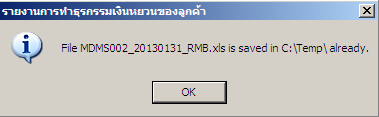 รายงานการทำธุรกรรมเงินหยวนของลูกค้า
File MDMS002_20130131_RMB.xls is saved in C:\Temp\ already.
OK